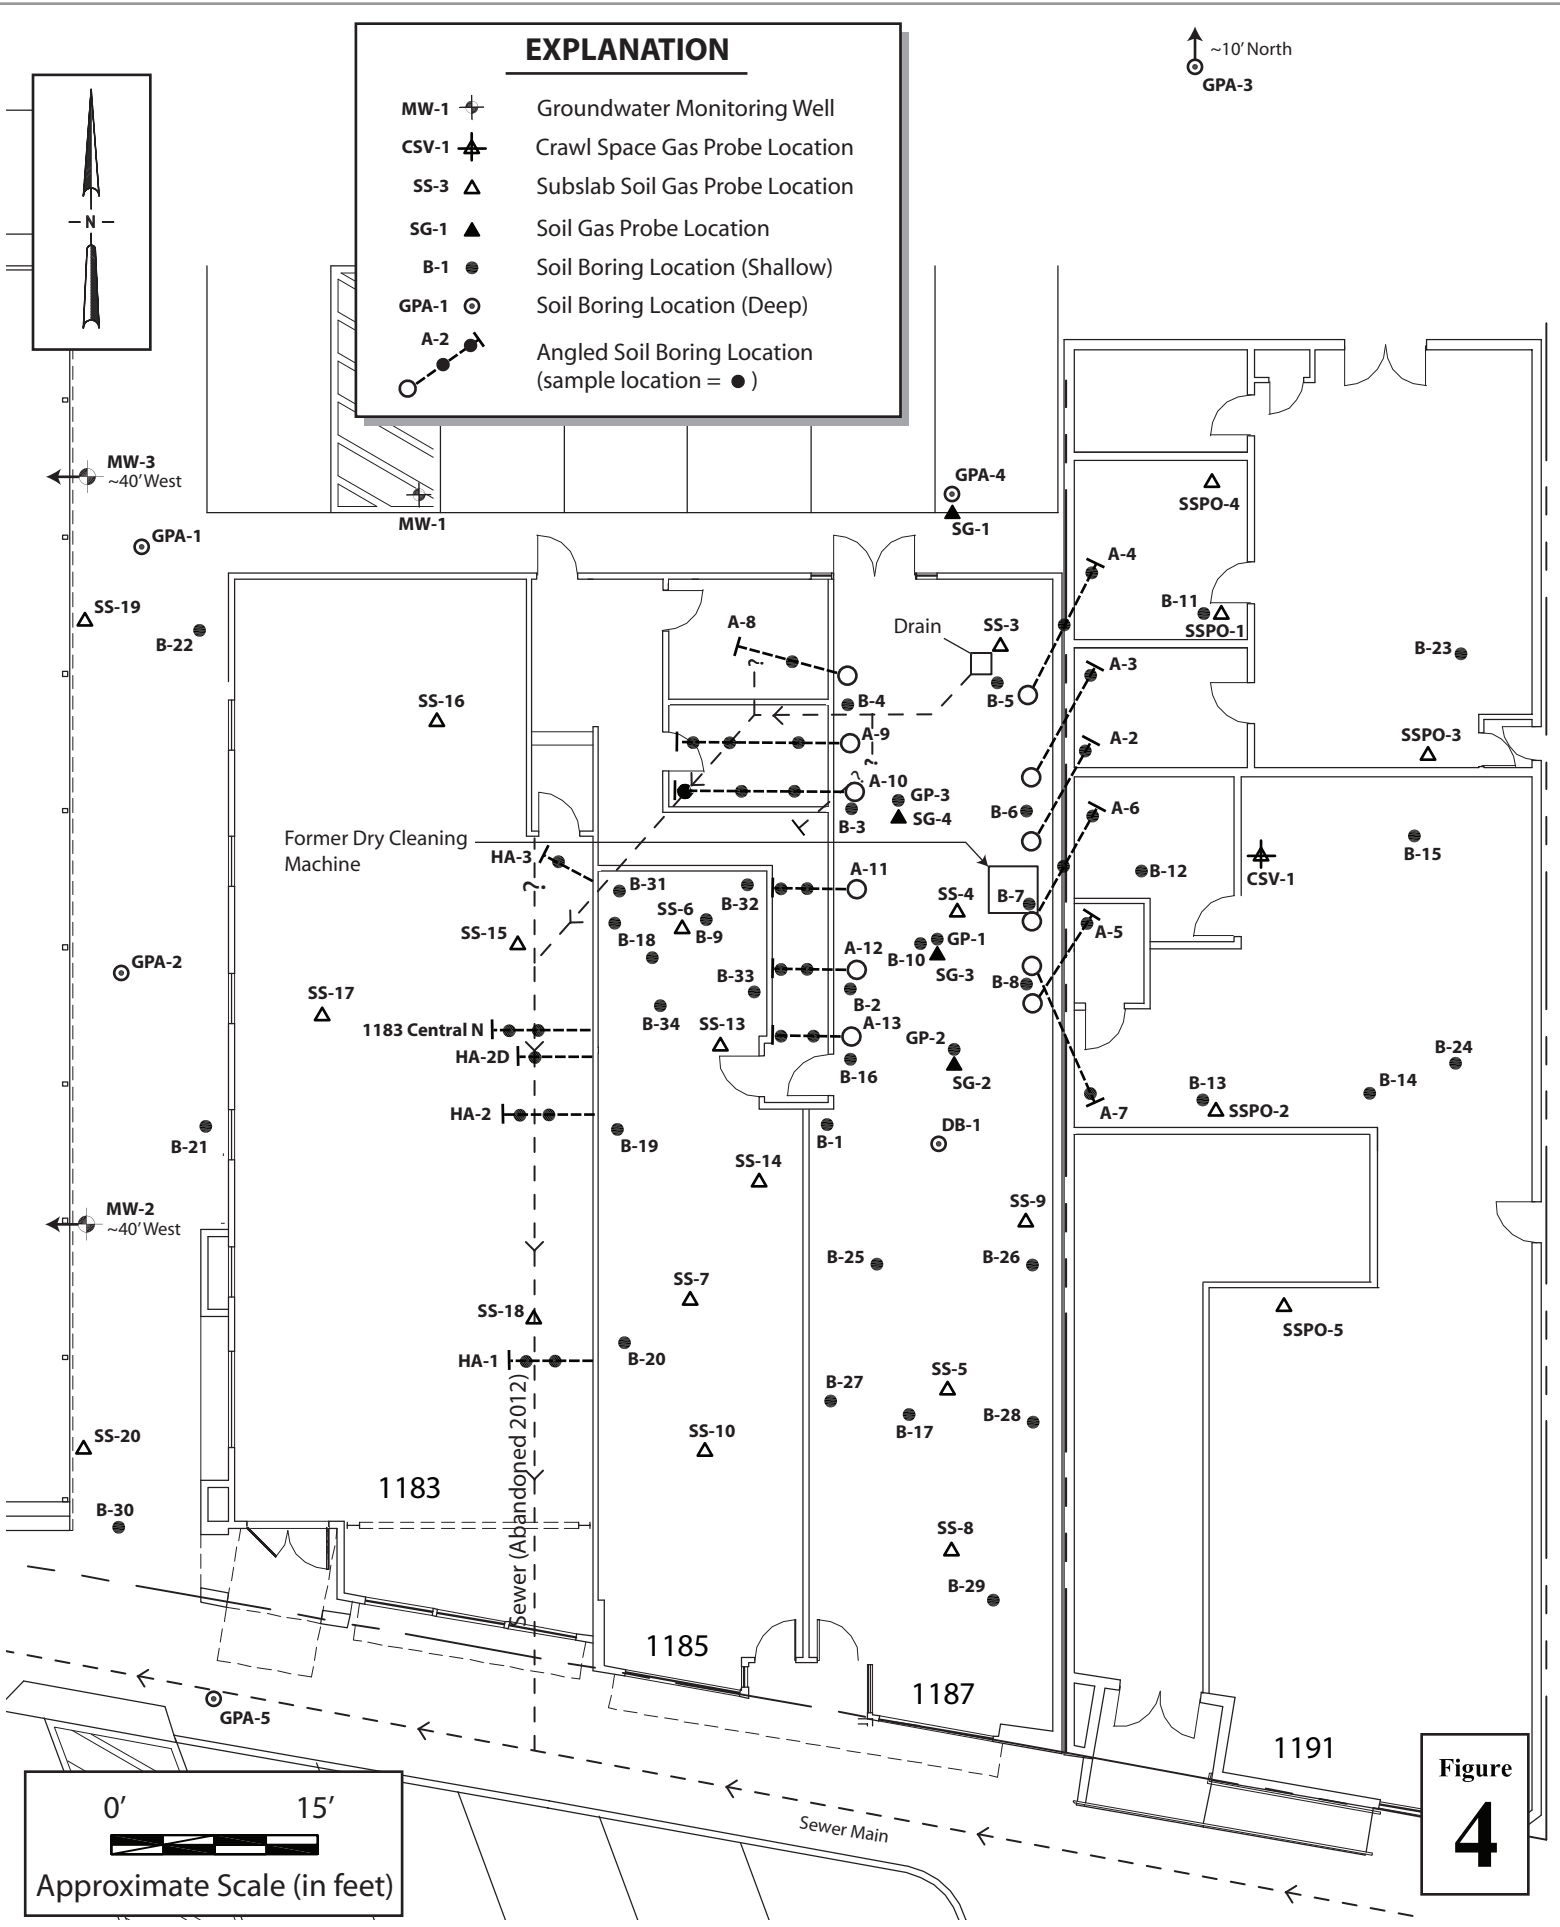 EXPLANATION
MW-1 Groundwater Monitoring Well
CSV-1 Crawl Space Gas Probe Location
SS-3 Subslab Soil Gas Probe Location
SG-1 Soil Gas Probe Location
B-1 Soil Boring Location (Shallow)
GPA-1 Soil Boring Location (Deep)
A-2 Angled Soil Boring Location
(sample location = ● )
N
~10' North
GPA-3
MW-3
~40' West
MW-1
GPA-4
SG-1
GPA-1
SSPO-4
A-4
SS-19
B-22
A-8
Drain
SS-3
B-11
SSPO-1
B-23
?
A-3
SS-16
B-4
B-5
A-9
A-2
SSPO-3
?
?
A-10
GP-3
B-3
SG-4
B-6
A-6
Former Dry Cleaning
Machine
HA-3
?
B-31
B-32
A-11
SS-4
B-7
B-12
CSV-1
B-15
SS-15
SS-6
B-18
B-9
A-12
B-10
GP-1
SG-3
A-5
GPA-2
SS-17
B-33
B-2
B-8
B-34
SS-13
A-13
1183 Central N
HA-2D
GP-2
SG-2
B-16
B-24
B-14
B-13
SSPO-2
A-7
HA-2
B-21
B-19
B-1
DB-1
SS-14
MW-2
~40' West
SS-9
B-25
B-26
SS-7
SS-18
SSPO-5
HA-1
B-20
Sewer (Abandoned 2012)
B-27
SS-5
B-17
B-28
SS-20
SS-10
1183
B-30
SS-8
B-29
1185
1187
GPA-5
1191
Sewer Main
0' 15'
Approximate Scale (in feet)
Figure
4